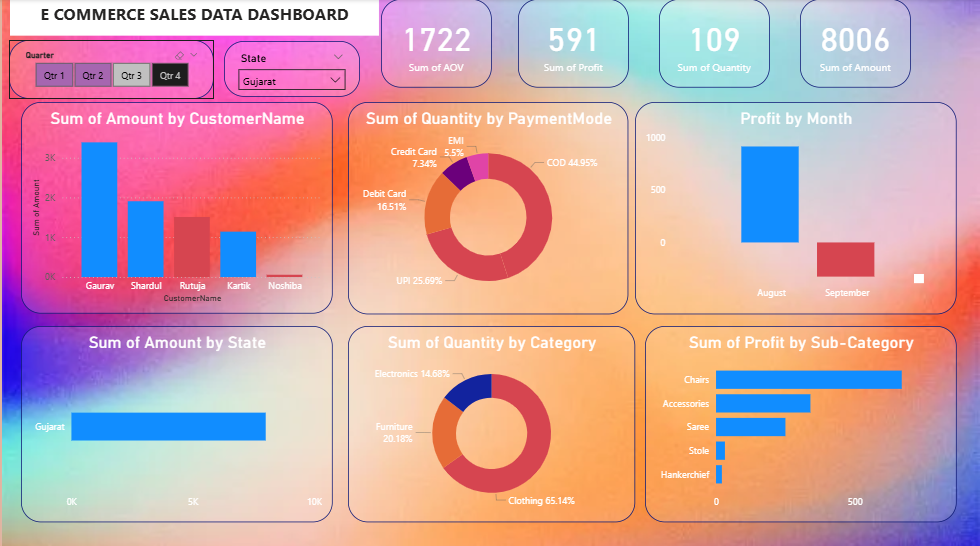 E COMMERCE SALES DATA DASHBOARD
Quarter
Qtr 1
Qtr 2
Qtr 3
Qtr 4
State
Gujarat
1722
Sum of AOV
591
Sum of Profit
109
Sum of Quantity
8006
Sum of Amount
Sum of Amount by CustomerName
Sum of Amount
3K
2K
1K
0K
Gaurav
Shardul
Rutuja
Kartik
Noshiba
CustomerName
Sum of Quantity by PaymentMode
EMI
5.5%
Credit Card
7.34%
COD 44.95%
Debit Card
16.51%
UPI 25.69%
Profit by Month
1000
500
0
August
September
Sum of Amount by State
Gujarat
0K
5K
10K
Sum of Quantity by Category
Electronics 14.68%
Furniture
20.18%
Clothing 65.14%
Sum of Profit by Sub-Category
Chairs
Accessories
Saree
Stole
Hankerchief
0
500